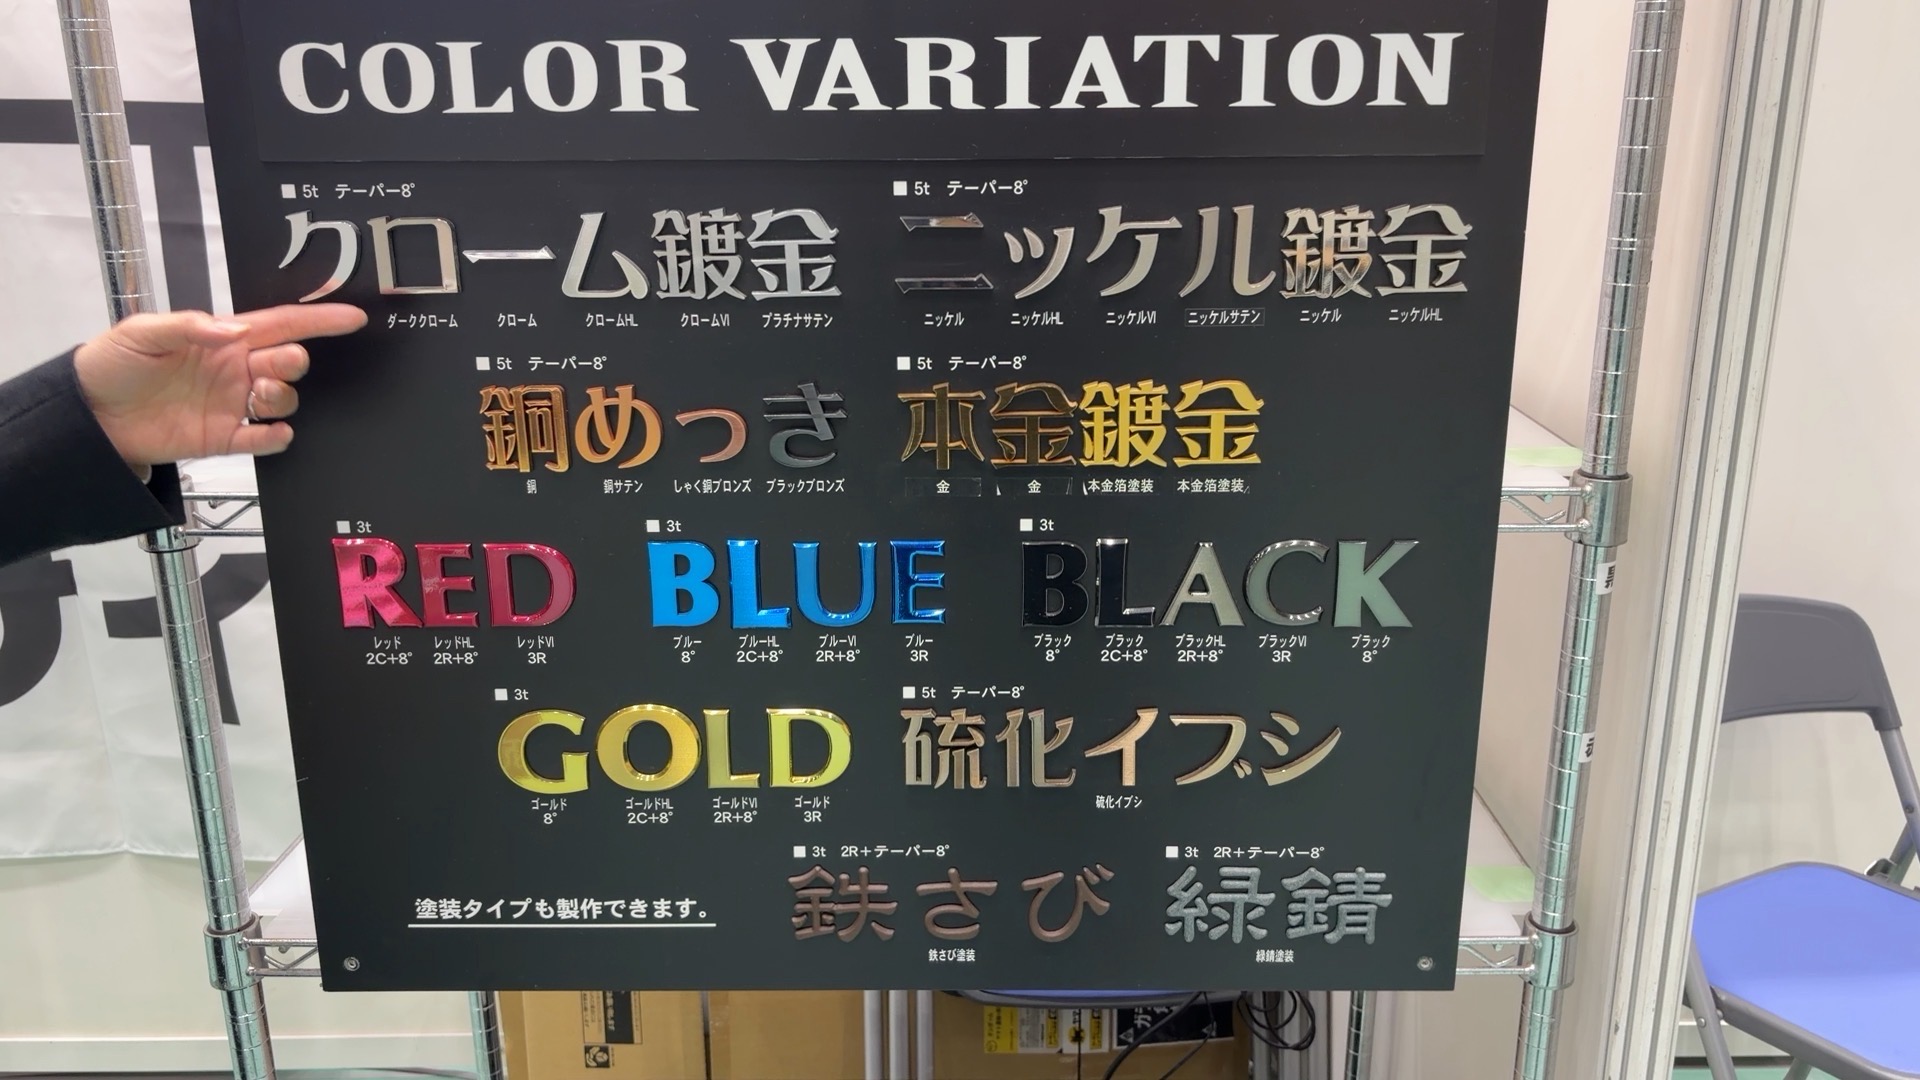 COLOR VARIATION
■ 5t テーパー8°
クローム鍍金
ダーククローム クローム クロームHL クロームVI プラチナサテン
■ 5t テーパー8°
ニッケル鍍金
ニッケル ニッケルHL ニッケルVI ニッケルサテン ニッケル ニッケルHL
■ 5t テーパー8°
銅めっき
銅 銅サテン しゃく銅ブロンズ ブラックブロンズ
■ 5t テーパー8°
本金鍍金
金 金 本金箔塗装 本金箔塗装
■ 3t
RED
レッド レッドHL レッドVI
2C+8° 2R+8° 3R
■ 3t
BLUE
ブルー ブルーHL ブルーVI ブルー
8° 2C+8° 2R+8° 3R
■ 3t
BLACK
ブラック ブラック ブラックHL ブラックVI ブラック
8° 2C+8° 2R+8° 3R 8°
■ 3t
GOLD
ゴールド ゴールドHL ゴールドVI ゴールド
8° 2C+8° 2R+8° 3R
■ 5t テーパー8°
硫化イブシ
硫化イブシ
■ 3t 2R+テーパー8°
鉄さび
鉄さび塗装
■ 3t 2R+テーパー8°
緑錆
緑錆塗装
塗装タイプも製作できます。